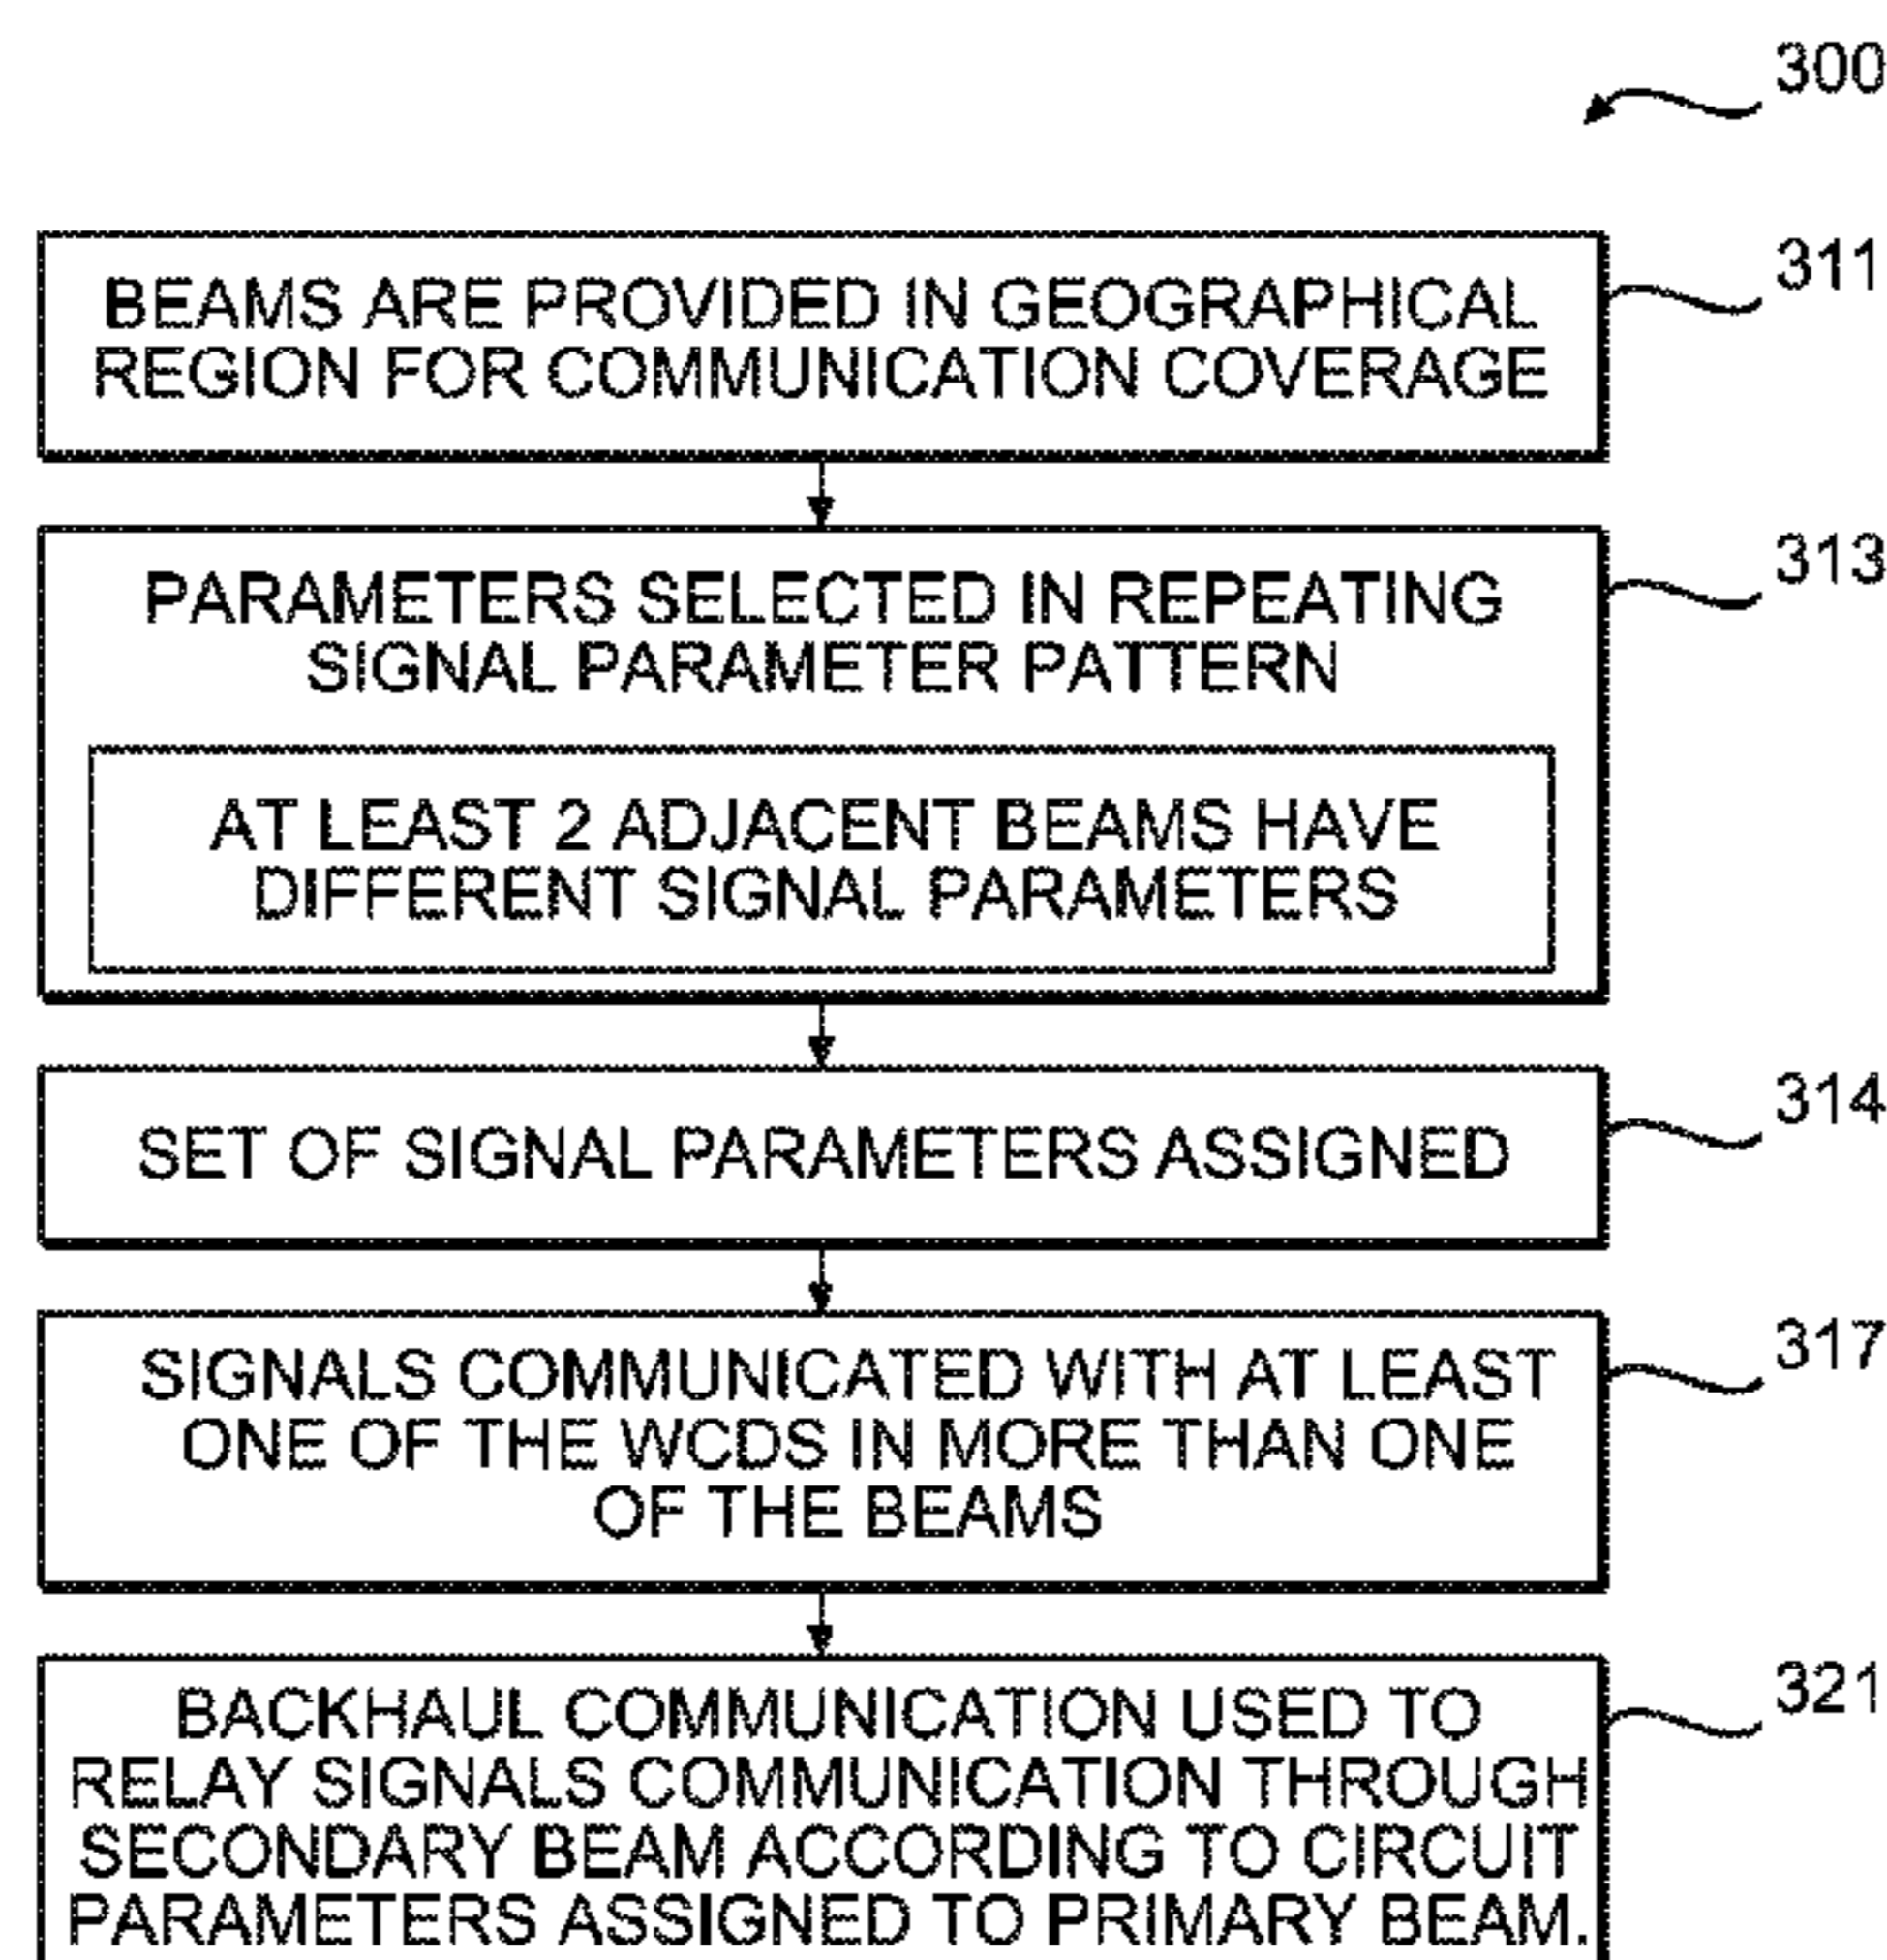 300
311
BEAMS ARE PROVIDED IN GEOGRAPHICAL
REGION FOR COMMUNICATION COVERAGE
313
PARAMETERS SELECTED IN REPEATING
SIGNAL PARAMETER PATTERN
AT LEAST 2 ADJACENT BEAMS HAVE
DIFFERENT SIGNAL PARAMETERS
314
SET OF SIGNAL PARAMETERS ASSIGNED
317
SIGNALS COMMUNICATED WITH AT LEAST
ONE OF THE WCDS IN MORE THAN ONE
OF THE BEAMS
321
BACKHAUL COMMUNICATION USED TO
RELAY SIGNALS COMMUNICATION THROUGH
SECONDARY BEAM ACCORDING TO CIRCUIT
PARAMETERS ASSIGNED TO PRIMARY BEAM.